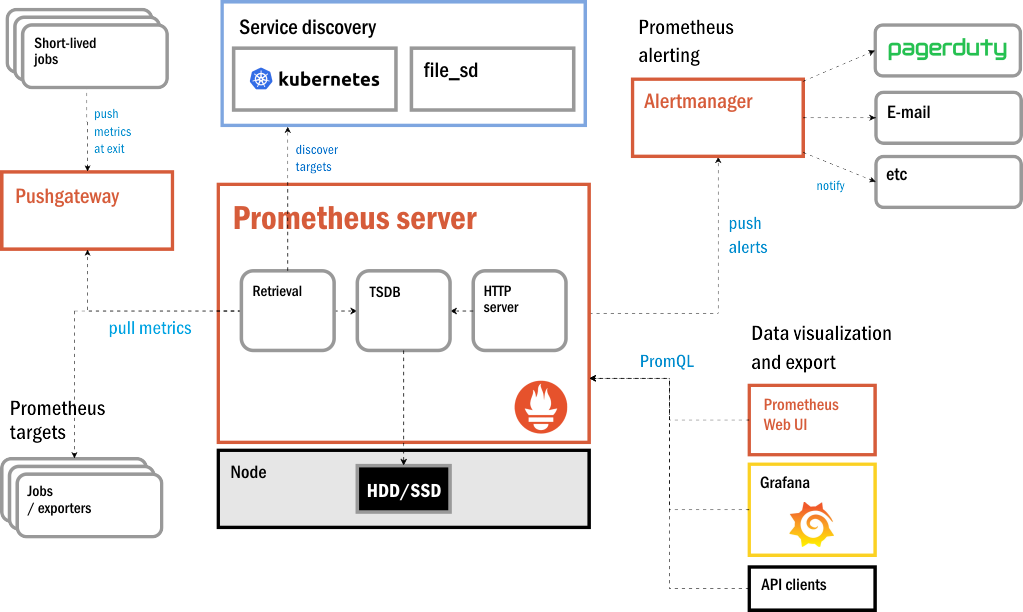 Short-lived
jobs
push
metrics
at exit
Pushgateway
Service discovery
kubernetes
file_sd
discover
targets
Prometheus
alerting
Alertmanager
pagerduty
E-mail
etc
notify
push
alerts
Prometheus server
Retrieval
TSDB
HTTP
server
pull metrics
Prometheus
targets
Jobs
/ exporters
Node
HDD/SSD
PromQL
Data visualization
and export
Prometheus
Web UI
Grafana
API clients